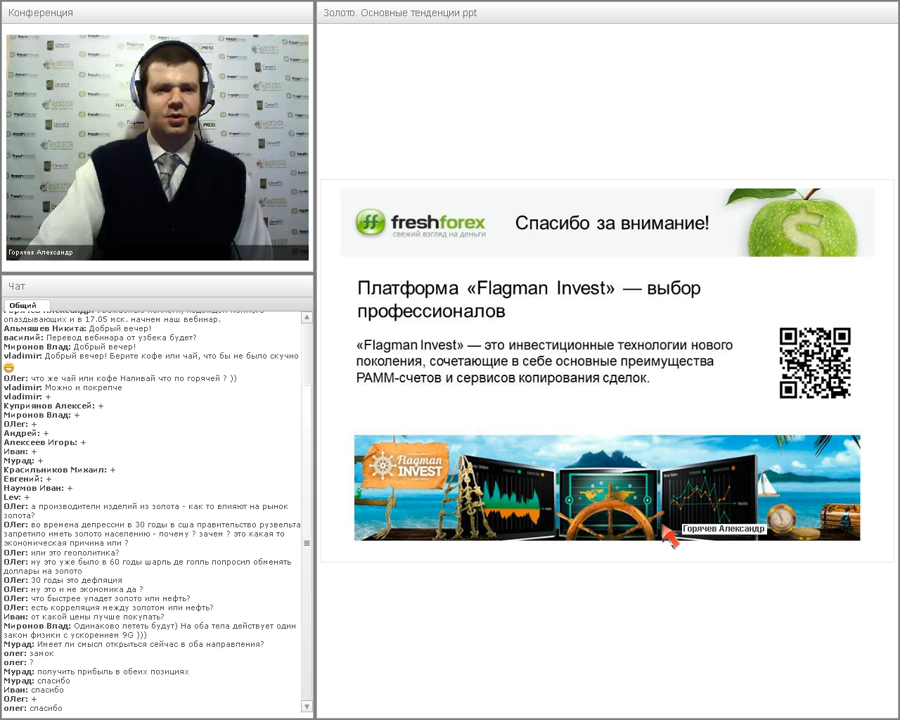 Конференция
Горячев Александр
Чат
Общий
опаздывающих и в 17.05 мск. начнем наш вебинар.
Альмяшев Никита: Добрый вечер!
василий: Перевод вебинара от узбека будет?
Миронов Влад: Добрый вечер!
vladimir: Добрый вечер! Берите кофе или чай, что бы не было скучно
ОЛег: что же чай или кофе Наливай что по горячей ? ))
vladimir: Можно и покрепче
vladimir: +
Куприянов Алексей: +
Миронов Влад: +
ОЛег: +
Андрей: +
Алексеев Игорь: +
Иван: +
Мурад: +
Красильников Михаил: +
Евгений: +
Наумов Иван: +
Lev: +
ОЛег: а производители изделий из золота - как то влияют на рынок
золота?
ОЛег: во времена депрессии в 30 годы в сша правительство рузвельта
запретило иметь золото населению - почему ? зачем ? это какая то
экономическая причина или ?
ОЛег: или это геополитика?
ОЛег: ну это уже было в 60 годы шарль де голль попросил обменять
доллары на золото
ОЛег: 30 годы это дефляция
ОЛег: ну это и не экономика да ?
ОЛег: что быстрее упадет золото или нефть?
ОЛег: есть корреляция между золотом или нефть?
Иван: от какой цены лучше покупать?
Миронов Влад: Одинаково лететь будут) На оба тела действует один
закон физики с ускорением 9G )))
Мурад: Имеет ли смысл открыться сейчас в оба направления?
олег: замок
олег: ?
Мурад: получить прибыль в обеих позициях
Мурад: спасибо
Иван: спасибо
ОЛег: +
олег: спасибо
Золото. Основные тенденции.ppt
freshforex
свежий взгляд на деньги
Спасибо за внимание!
Платформа «Flagman Invest» — выбор
профессионалов
«Flagman Invest» — это инвестиционные технологии нового
поколения, сочетающие в себе основные преимущества
РАММ-счетов и сервисов копирования сделок.
Flagman
INVEST
Горячев Александр